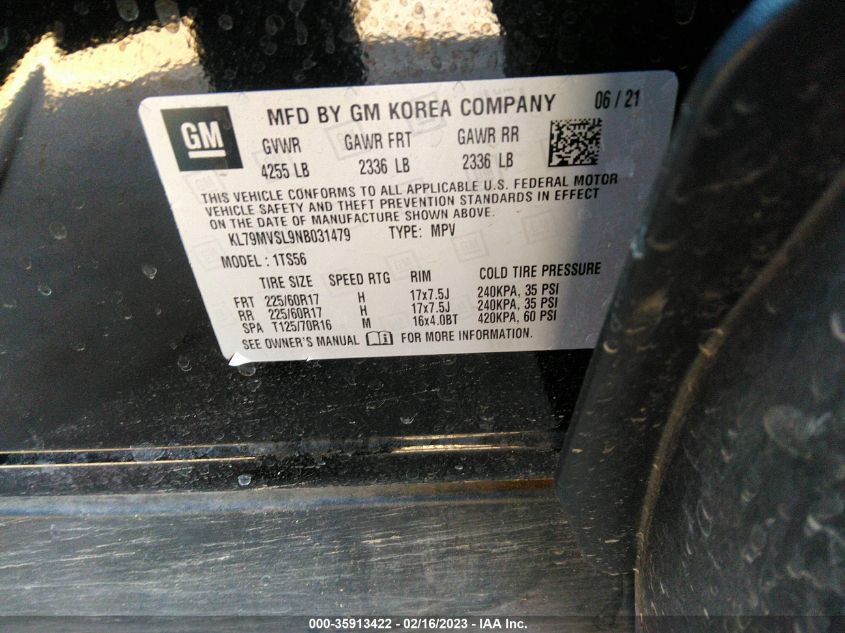 GM
MFD BY GM KOREA COMPANY 06 / 21
GVWR GAWR FRT GAWR RR
4255 LB 2336 LB 2336 LB
THIS VEHICLE CONFORMS TO ALL APPLICABLE U.S. FEDERAL MOTOR
VEHICLE SAFETY AND THEFT PREVENTION STANDARDS IN EFFECT
ON THE DATE OF MANUFACTURE SHOWN ABOVE.
KL79MVSL9NB031479 TYPE: MPV
MODEL : 1TS56
TIRE SIZE SPEED RTG RIM COLD TIRE PRESSURE
FRT 225/60R17 H 17x7.5J 240KPA, 35 PSI
RR 225/60R17 H 17x7.5J 240KPA, 35 PSI
SPA T125/70R16 M 16x4.0BT 420KPA, 60 PSI
SEE OWNER'S MANUAL FOR MORE INFORMATION.
000-35913422 - 02/16/2023 - IAA Inc.